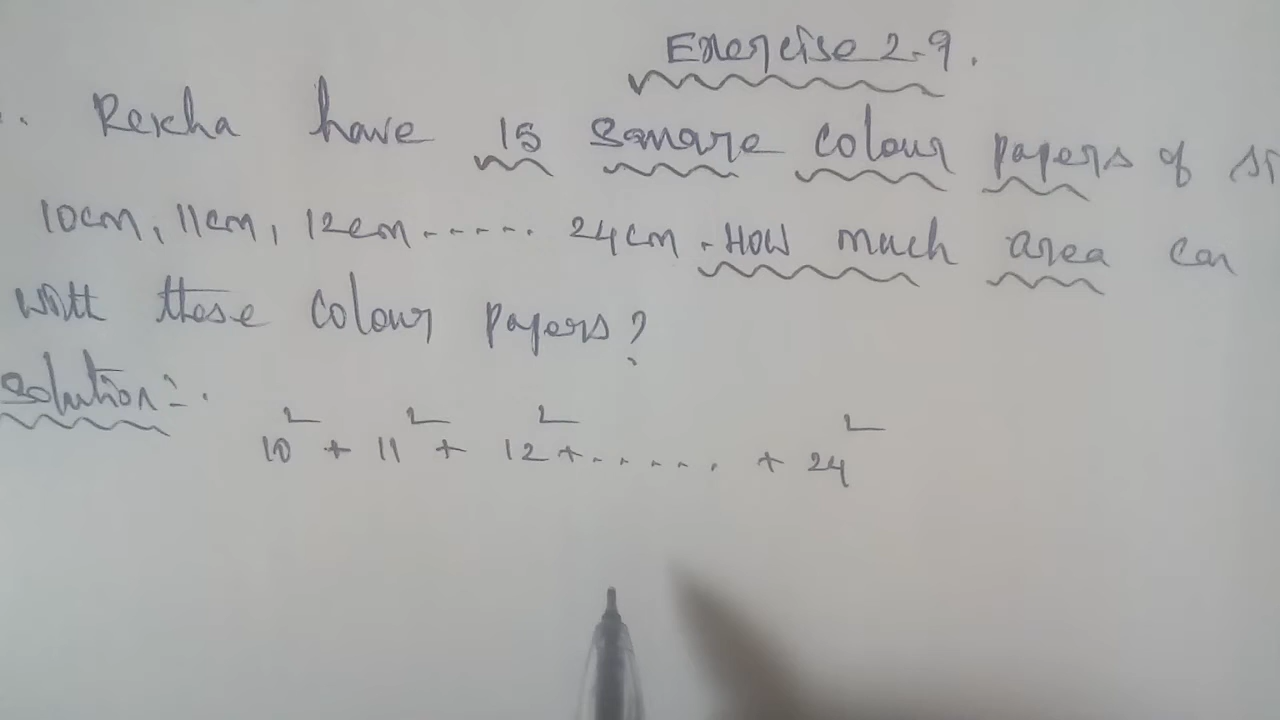 Exercise 2.9.
Rekha have 15 Square colour papers of
10cm, 11cm, 12cm...... 24cm. How much area can
with these colour papers?
Solution:-
10² + 11² + 12² + ...... + 24²